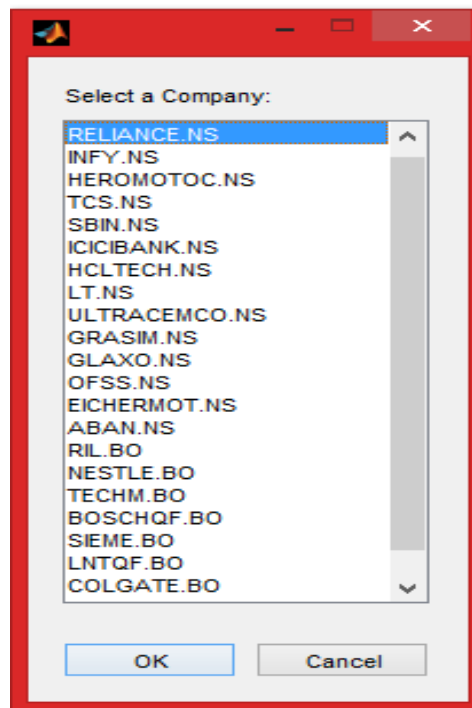 Select a Company:
RELIANCE.NS
INFY.NS
HEROMOTOC.NS
TCS.NS
SBIN.NS
ICICIBANK.NS
HCLTECH.NS
LT.NS
ULTRACEMCO.NS
GRASIM.NS
GLAXO.NS
OFSS.NS
EICHERMOT.NS
ABAN.NS
RIL.BO
NESTLE.BO
TECHM.BO
BOSCHQF.BO
SIEME.BO
LNTQF.BO
COLGATE.BO
OK Cancel